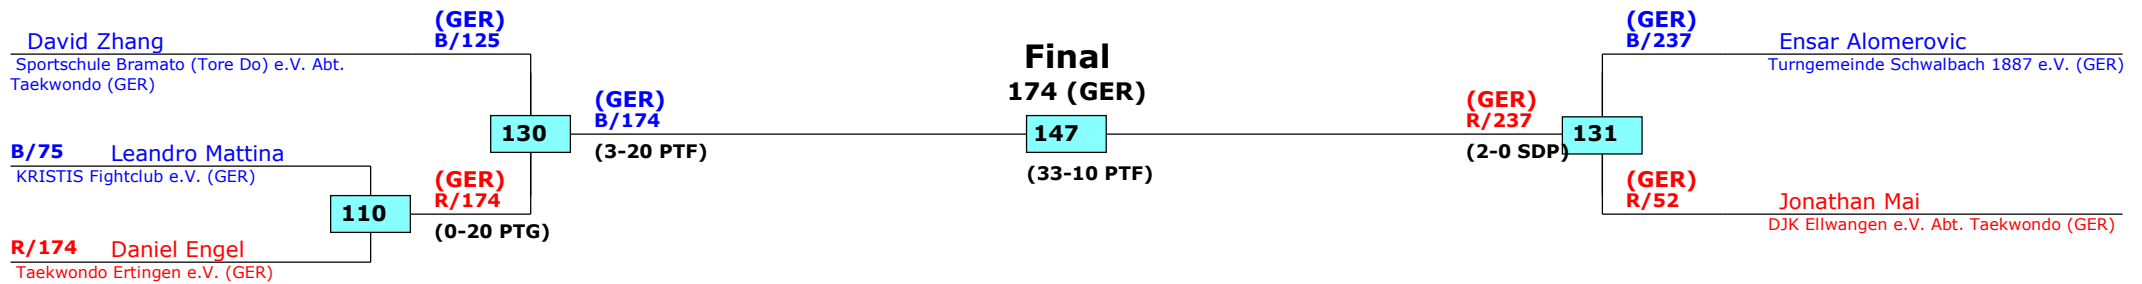 (GER)
B/125
David Zhang
Sportschule Bramato (Tore Do) e.V. Abt.
Taekwondo (GER)
B/75 Leandro Mattina
KRISTIS Fightclub e.V. (GER)
R/174 Daniel Engel
Taekwondo Ertingen e.V. (GER)
110
(GER)
R/174
(0-20 PTG)
130
(GER)
B/174
(3-20 PTF)
Final
174 (GER)
147
(33-10 PTF)
(GER)
R/237
(2-0 SDP)
131
(GER)
B/237
Ensar Alomerovic
Turngemeinde Schwalbach 1887 e.V. (GER)
(GER)
R/52
Jonathan Mai
DJK Ellwangen e.V. Abt. Taekwondo (GER)